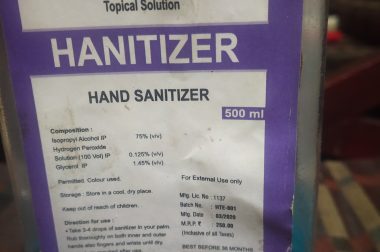 Topical Solution
HANITIZER
HAND SANITIZER
500 ml
Composition :
Isopropyl Alcohol IP 75% (v/v)
Hydrogen Peroxide
Solution (100 Vol) IP 0.125% (v/v)
Glycerol IP 1.45% (v/v)
Permitted. Colour used.
Storage : Store in a cool, dry place.
Keep out of reach of children.
Direction for use :
• Take 3-4 drops of sanitizer in your palm.
Rub thoroughly on both inner and outer
hands also fingers and wrists until dry.
For External Use only
Mfg. Lic. No : 1137
Batch No. : HTE-001
Mfg. Date : 03/2020
M.R.P. ₹ : 250.00
(Inclusive of all Taxes)
BEST BEFORE 36 MONTHS